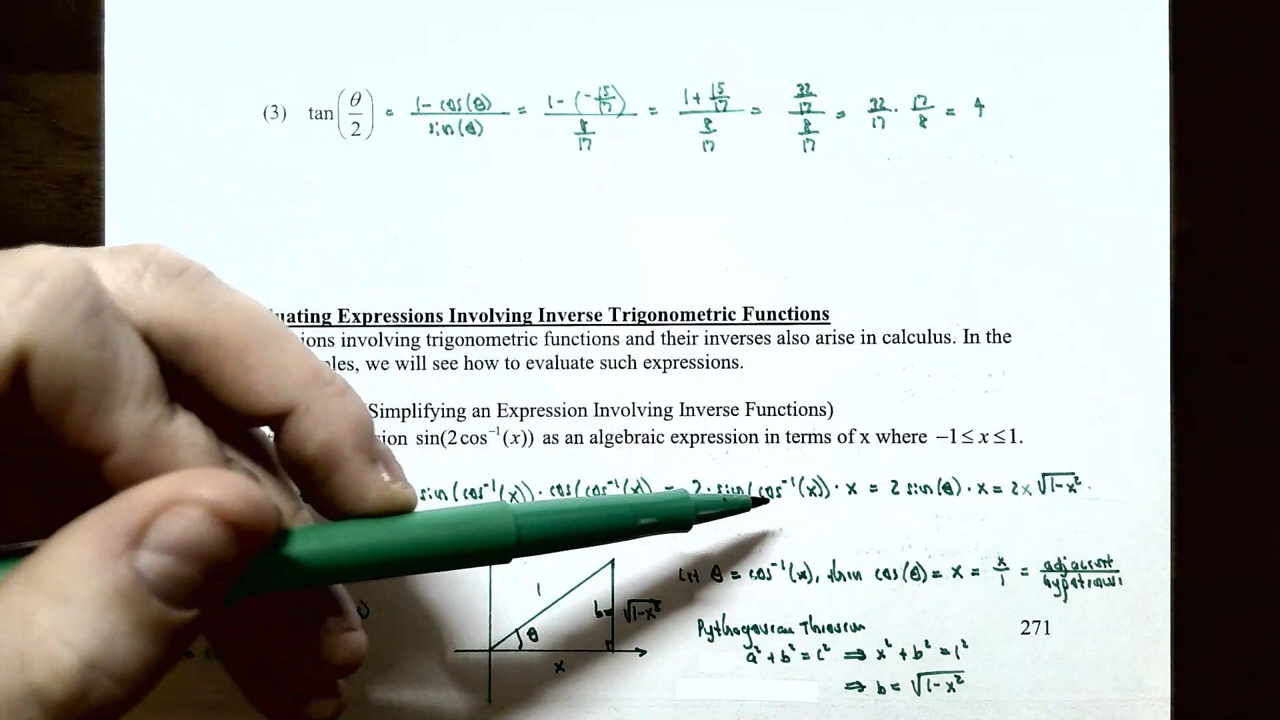 (3) tan(θ/2) = (1 - cos(θ))/sin(θ) = (1 - (-15/17))/(8/17) = (1 + 15/17)/(8/17) = (32/17)/(8/17) = 32/17 · 17/8 = 4
uating Expressions Involving Inverse Trigonometric Functions
ions involving trigonometric functions and their inverses also arise in calculus. In the
les, we will see how to evaluate such expressions.
(Simplifying an Expression Involving Inverse Functions)
ion sin(2cos⁻¹(x)) as an algebraic expression in terms of x where −1 ≤ x ≤ 1.
sin(cos⁻¹(x)) · cos(cos⁻¹(x)) = 2 · sin(cos⁻¹(x)) · x = 2 sin(θ) · x = 2x √(1-x²).
1
θ
x
b = √(1-x²)
Let θ = cos⁻¹(x), then cos(θ) = x = x/1 = adjacent/hypotenuse
Pythagorean Theorem
a² + b² = c² ⇒ x² + b² = 1²
⇒ b = √(1-x²)
271